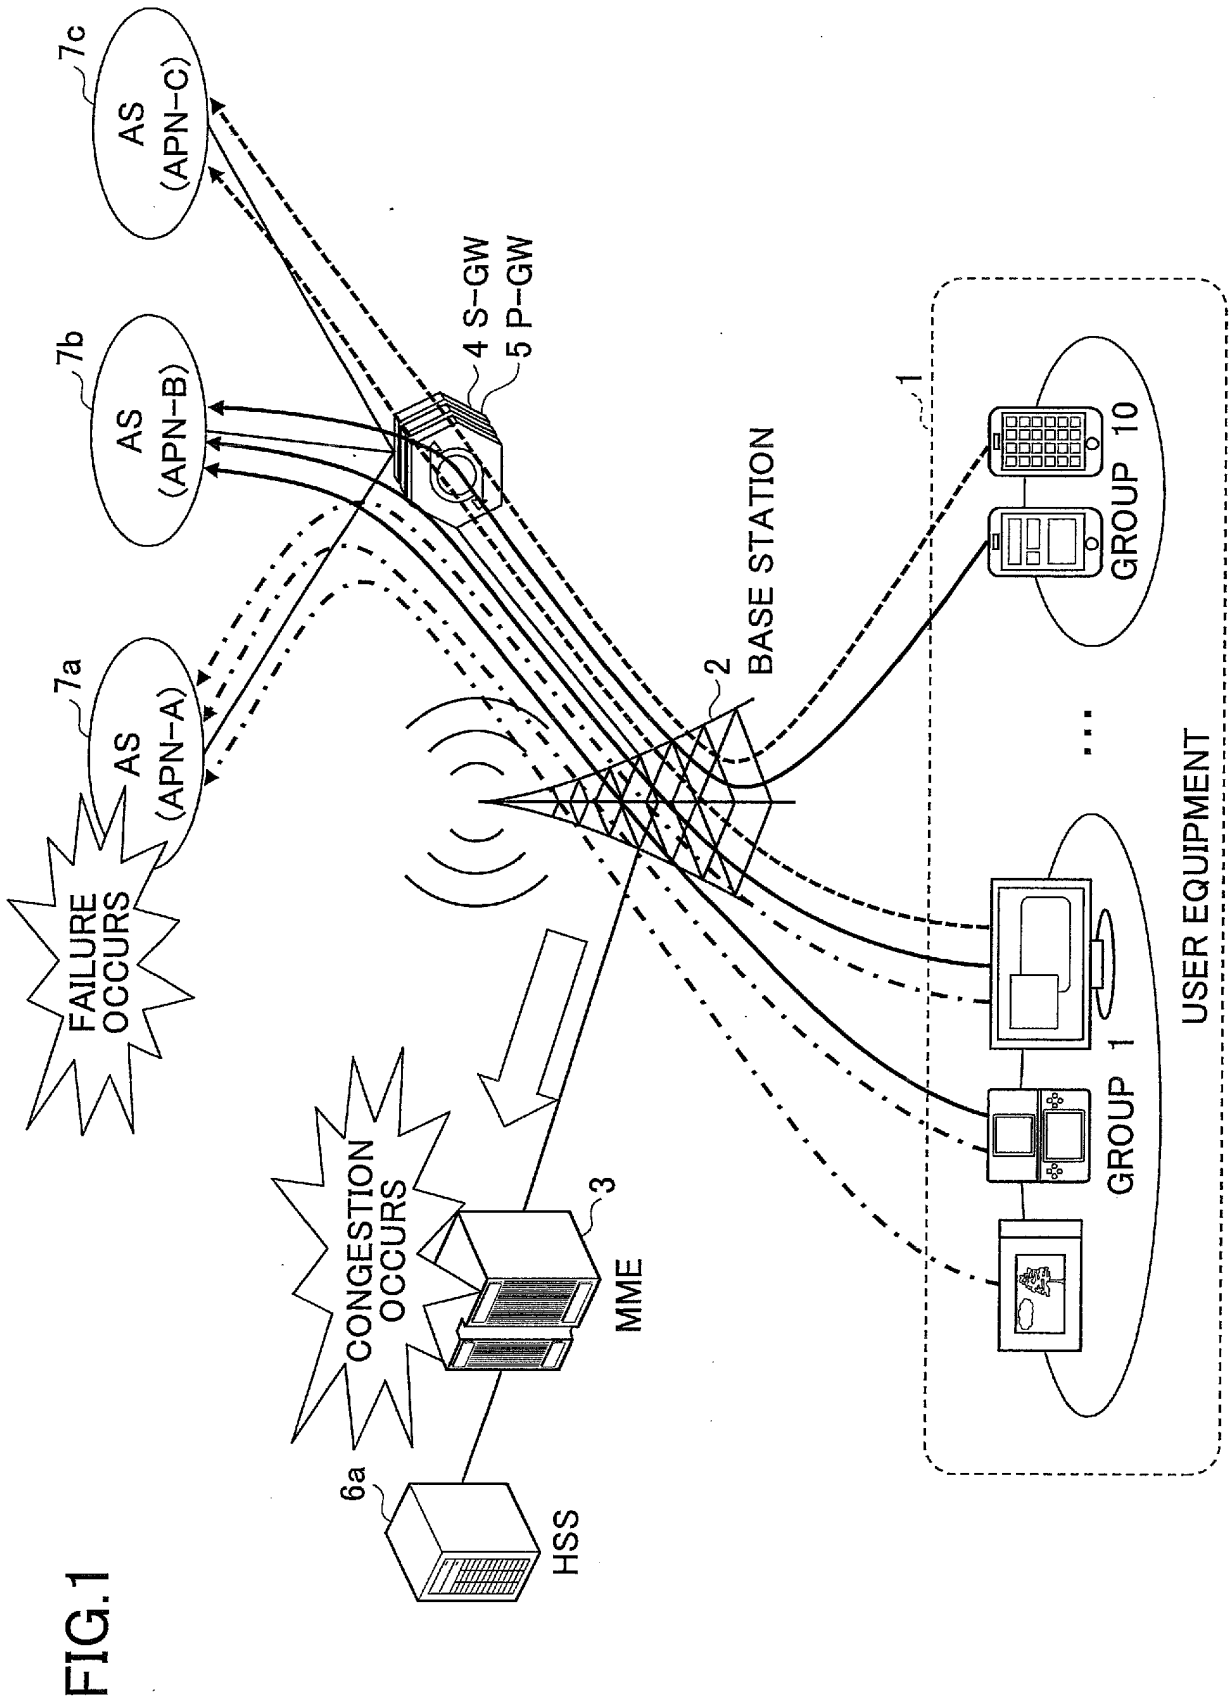 FIG.1
FAILURE
OCCURS
7a
AS
(APN-A)
7b
AS
(APN-B)
7c
AS
(APN-C)
CONGESTION
OCCURS
6a
HSS
3
MME
4 S-GW
5 P-GW
2
BASE STATION
1
GROUP 1
...
GROUP 10
USER EQUIPMENT